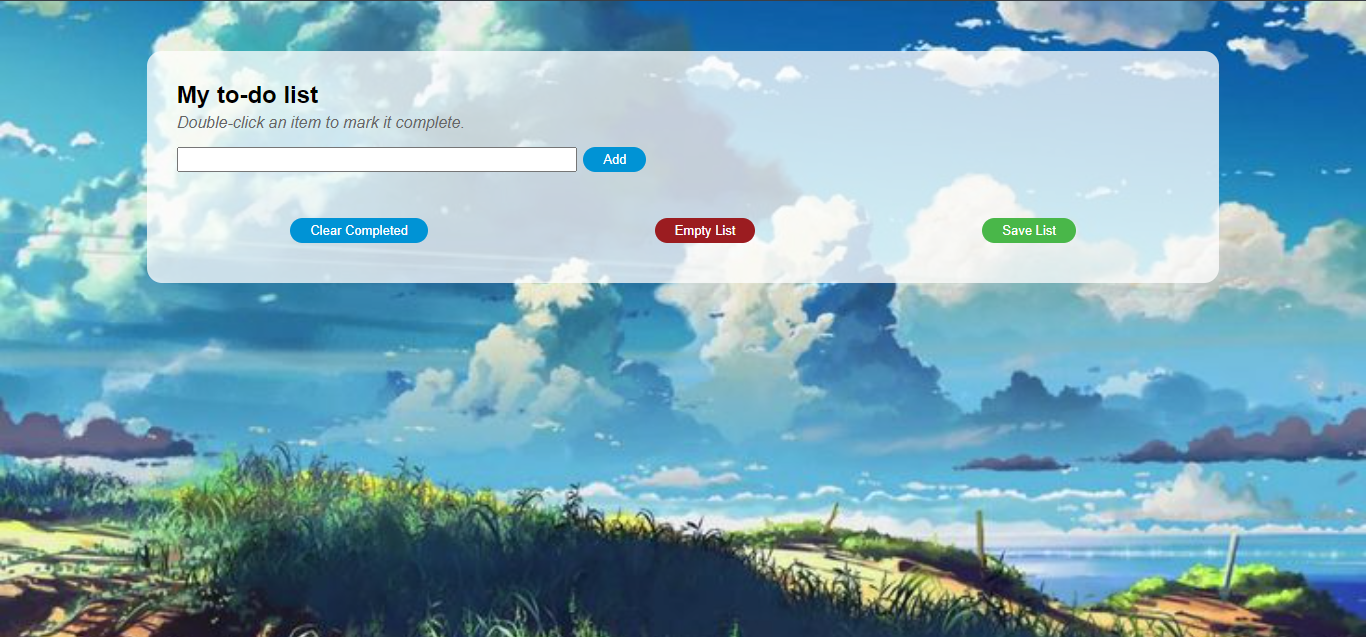 My to-do list
Double-click an item to mark it complete.
Add
Clear Completed Empty List Save List